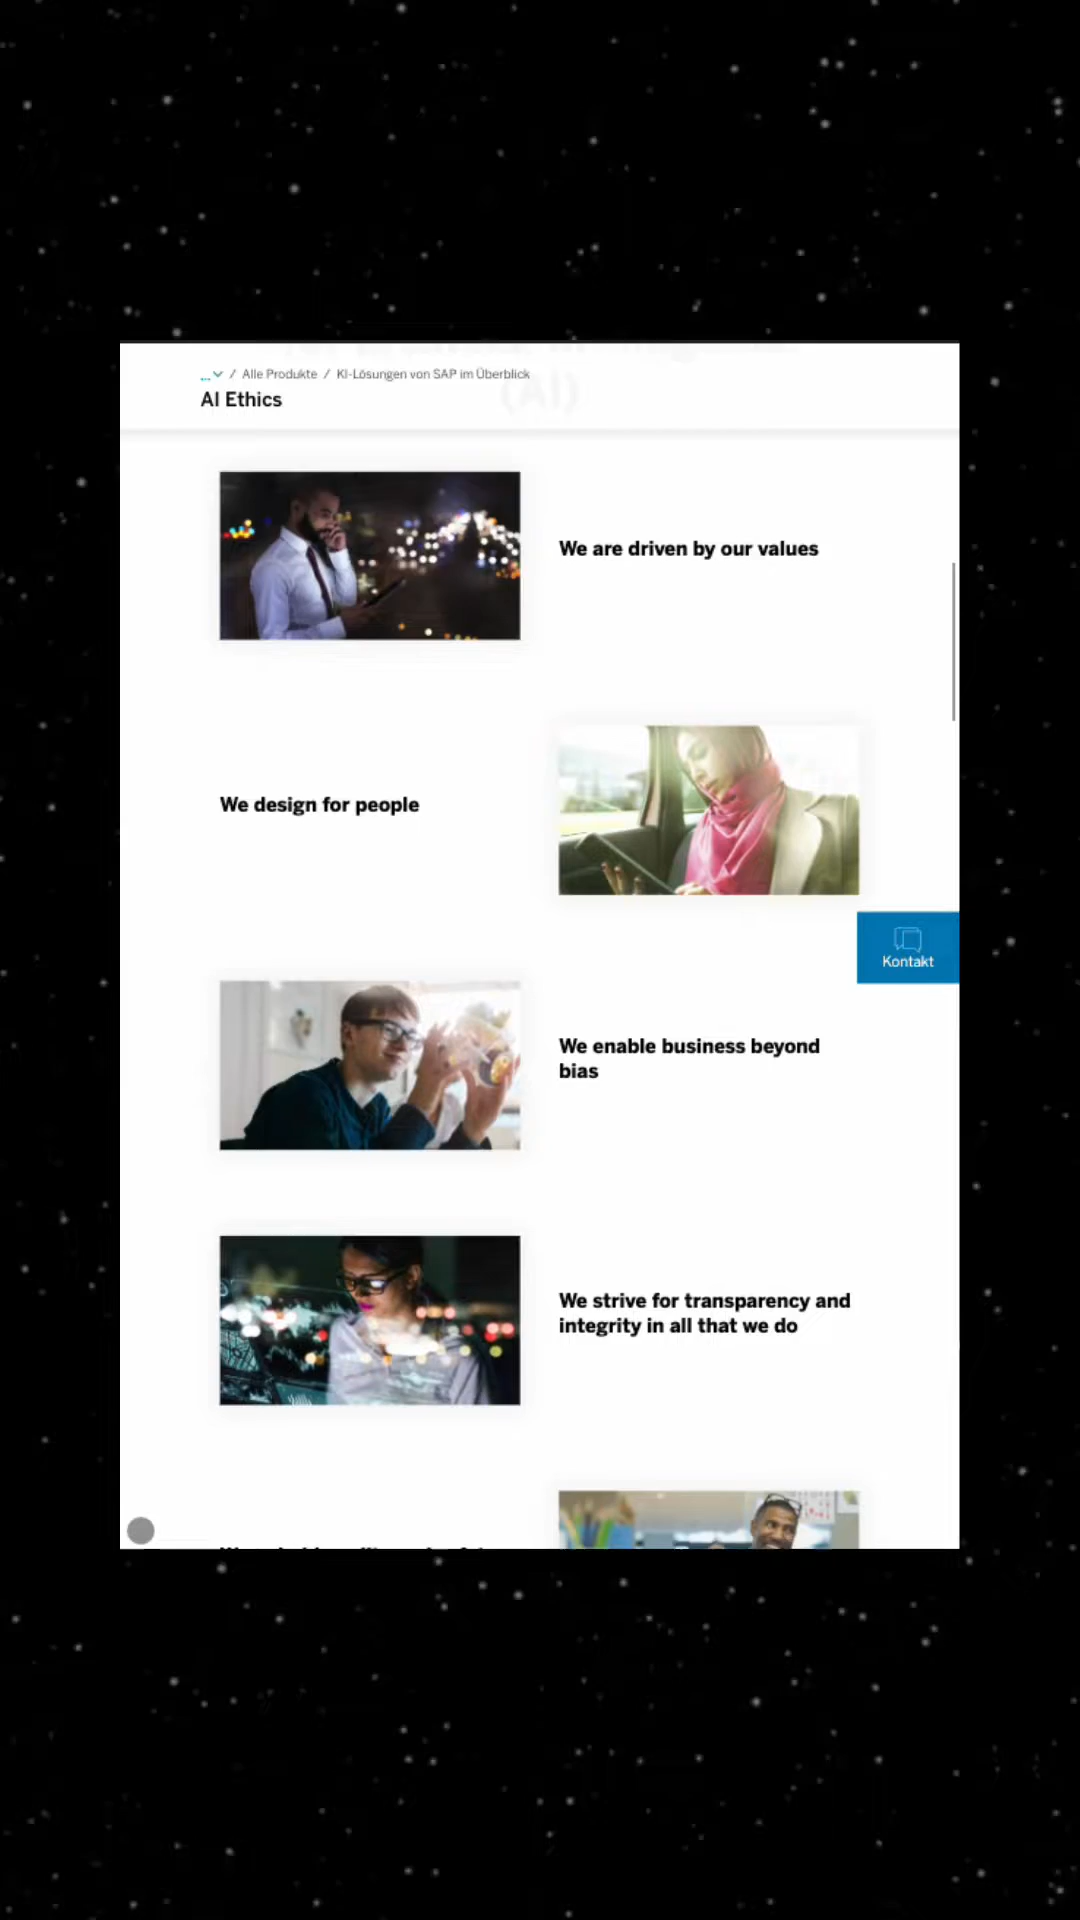 ... / Alle Produkte / KI-Lösungen von SAP im Überblick
(AI)
AI Ethics
We are driven by our values
We design for people
Kontakt
We enable business beyond
bias
We strive for transparency and
integrity in all that we do